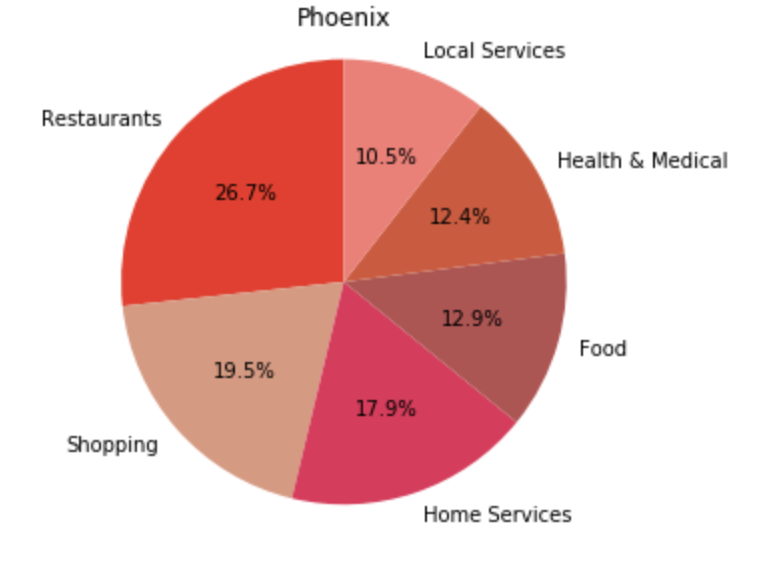 Phoenix
Local Services
Restaurants
Health & Medical
10.5%
26.7%
12.4%
12.9%
Food
19.5%
17.9%
Shopping
Home Services